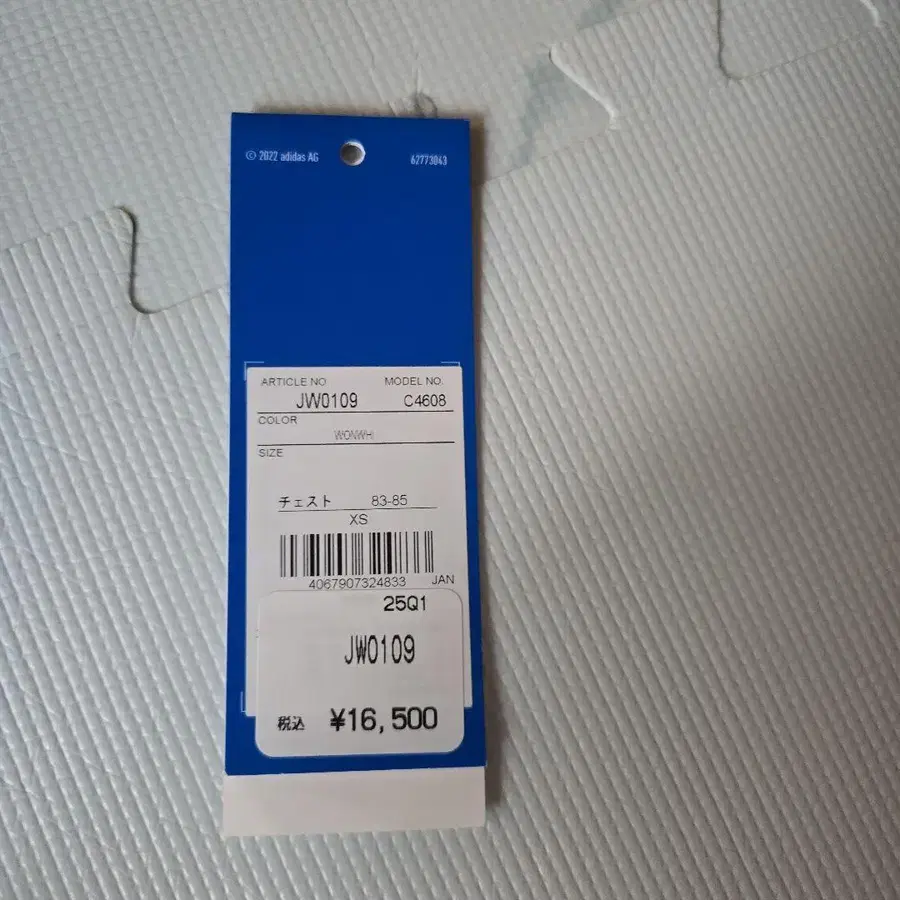 © 2022 adidas AG 62773043
ARTICLE NO MODEL NO.
JW0109 C4608
COLOR
WONWHI
SIZE
チェスト 83-85
XS
4067907324833 JAN
25Q1
JW0109
税込 ¥16,500